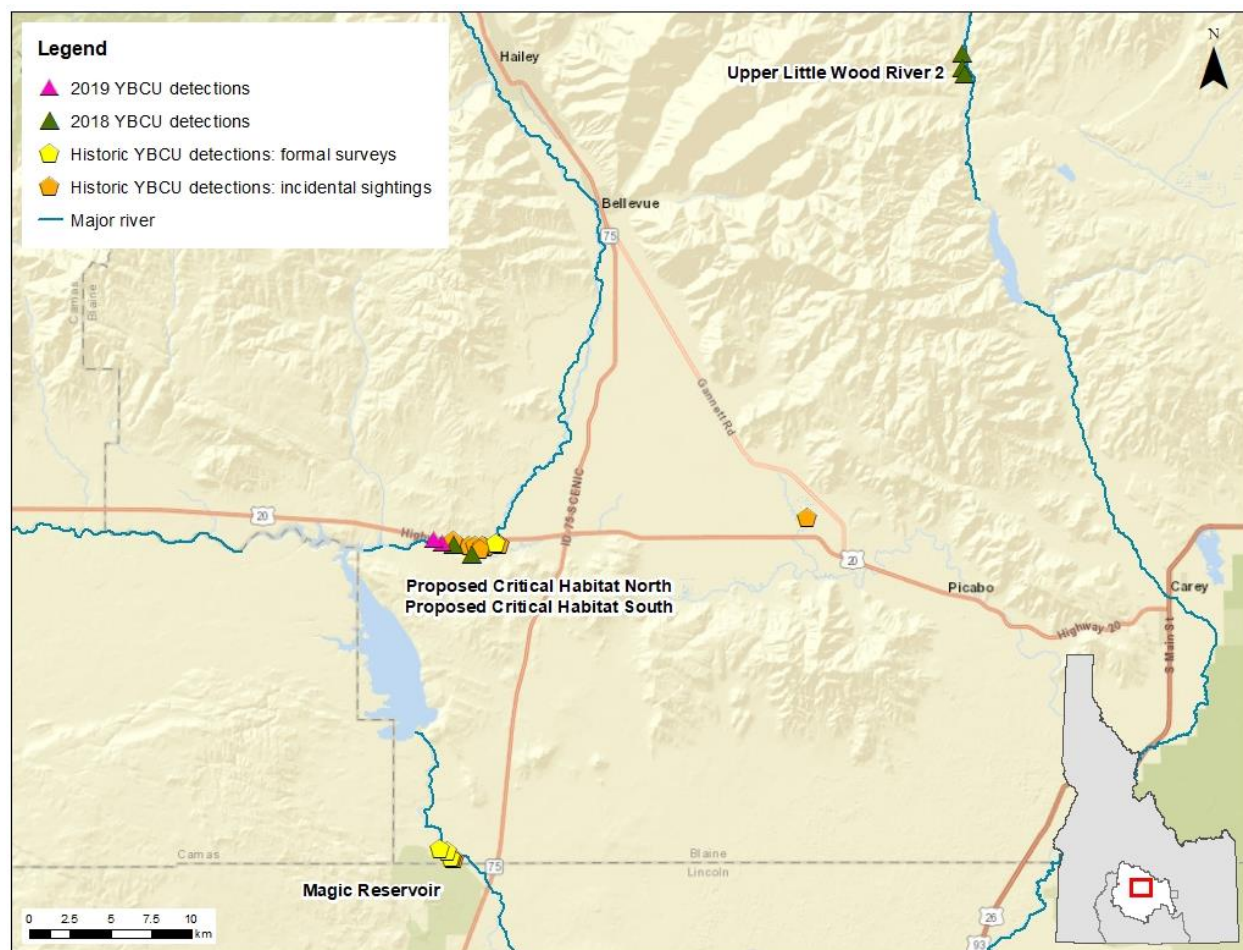 Legend
2019 YBCU detections
2018 YBCU detections
Historic YBCU detections: formal surveys
Historic YBCU detections: incidental sightings
Major river
Hailey
Upper Little Wood River 2
N
Bellevue
75
Camas
Blaine
Gannett Rd
20
ID 75 SCENIC
20
Proposed Critical Habitat North
Proposed Critical Habitat South
Picabo
Carey
Highway 20
S Main St
Camas
75
Blaine
Lincoln
Magic Reservoir
26
93
0 2.5 5 7.5 10
km